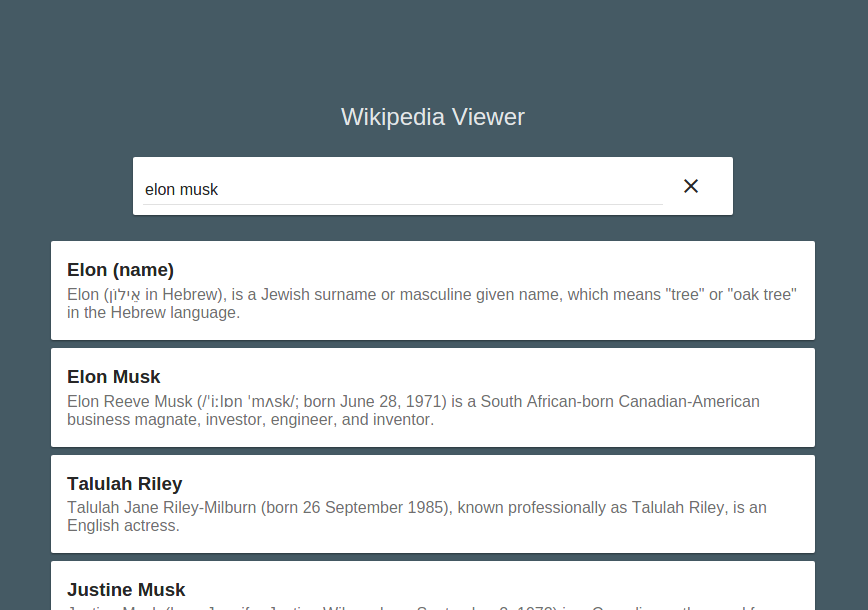 Wikipedia Viewer
elon musk
Elon (name)
Elon (אֵילוֹן in Hebrew), is a Jewish surname or masculine given name, which means "tree" or "oak tree"
in the Hebrew language.
Elon Musk
Elon Reeve Musk (/ˈiːlɒn ˈmʌsk/; born June 28, 1971) is a South African-born Canadian-American
business magnate, investor, engineer, and inventor.
Talulah Riley
Talulah Jane Riley-Milburn (born 26 September 1985), known professionally as Talulah Riley, is an
English actress.
Justine Musk